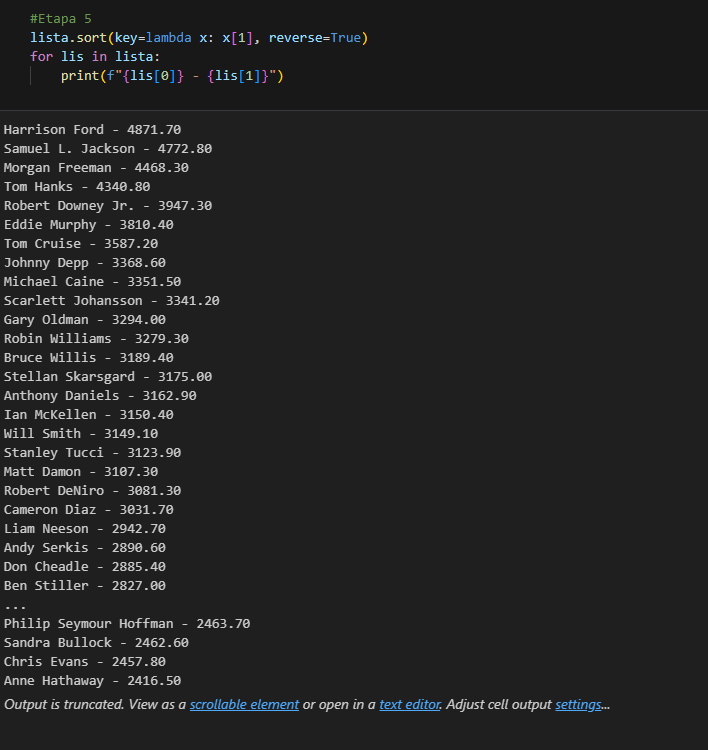 #Etapa 5
lista.sort(key=lambda x: x[1], reverse=True)
for lis in lista:
    print(f"{lis[0]} - {lis[1]}")
Harrison Ford - 4871.70
Samuel L. Jackson - 4772.80
Morgan Freeman - 4468.30
Tom Hanks - 4340.80
Robert Downey Jr. - 3947.30
Eddie Murphy - 3810.40
Tom Cruise - 3587.20
Johnny Depp - 3368.60
Michael Caine - 3351.50
Scarlett Johansson - 3341.20
Gary Oldman - 3294.00
Robin Williams - 3279.30
Bruce Willis - 3189.40
Stellan Skarsgard - 3175.00
Anthony Daniels - 3162.90
Ian McKellen - 3150.40
Will Smith - 3149.10
Stanley Tucci - 3123.90
Matt Damon - 3107.30
Robert DeNiro - 3081.30
Cameron Diaz - 3031.70
Liam Neeson - 2942.70
Andy Serkis - 2890.60
Don Cheadle - 2885.40
Ben Stiller - 2827.00
...
Philip Seymour Hoffman - 2463.70
Sandra Bullock - 2462.60
Chris Evans - 2457.80
Anne Hathaway - 2416.50
Output is truncated. View as a scrollable element or open in a text editor. Adjust cell output settings...